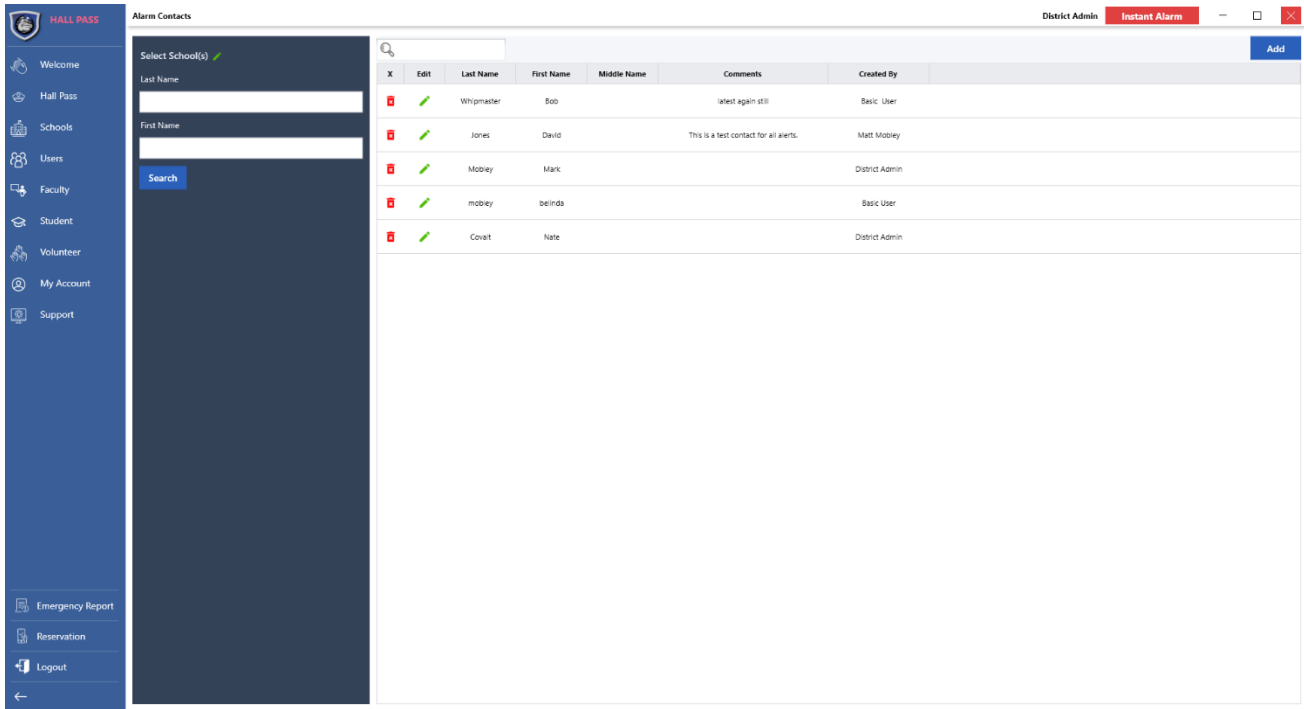 HALL PASS
Alarm Contacts
District Admin Instant Alarm
Welcome
Hall Pass
Schools
Users
Faculty
Student
Volunteer
My Account
Support
Emergency Report
Reservation
Logout
Select School(s)
Last Name
First Name
Search
Add
X Edit Last Name First Name Middle Name Comments Created By
Whipmaster Bob latest again still Basic User
Jones David This is a test contact for all alerts. Matt Mobley
Mobley Mark District Admin
mobley belinda Basic User
Covalt Nate District Admin